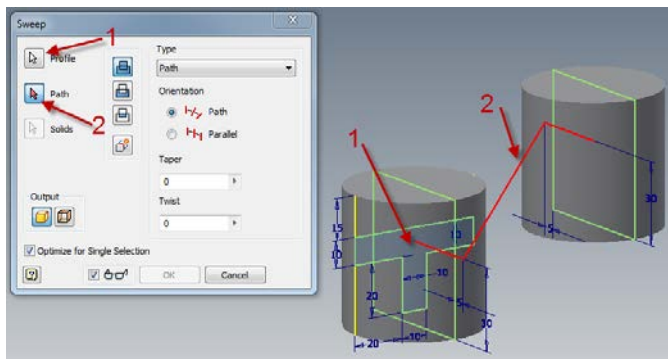 Sweep
1
Profile
Path
2
Solids
Output
Optimize for Single Selection
Type
Path
Orientation
Path
Parallel
Taper
0
Twist
0
OK
Cancel
1
2
15
10
10
10
20
5
30
20
10
5
30